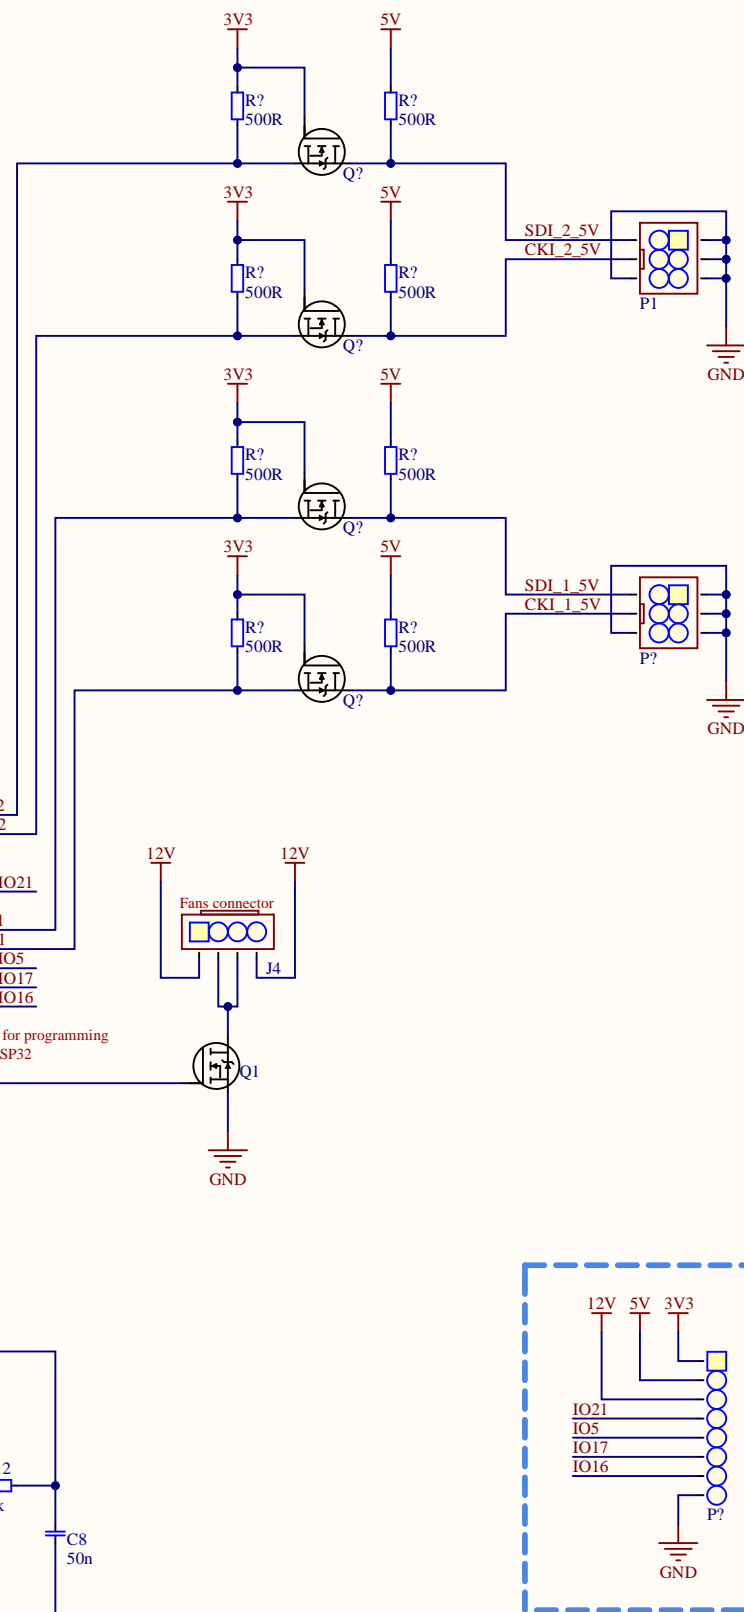 3V3
5V
R?
500R
R?
500R
Q?
3V3
5V
R?
500R
R?
500R
Q?
SDI_2_5V
CKI_2_5V
P1
GND
3V3
5V
R?
500R
R?
500R
Q?
3V3
5V
R?
500R
R?
500R
Q?
SDI_1_5V
CKI_1_5V
P?
GND
2
2
IO21
1
1
IO5
IO17
IO16
12V
12V
Fans connector
J4
for programming
SP32
Q1
GND
12V
5V
3V3
IO21
IO5
IO17
IO16
P?
GND
2
k
C8
50n